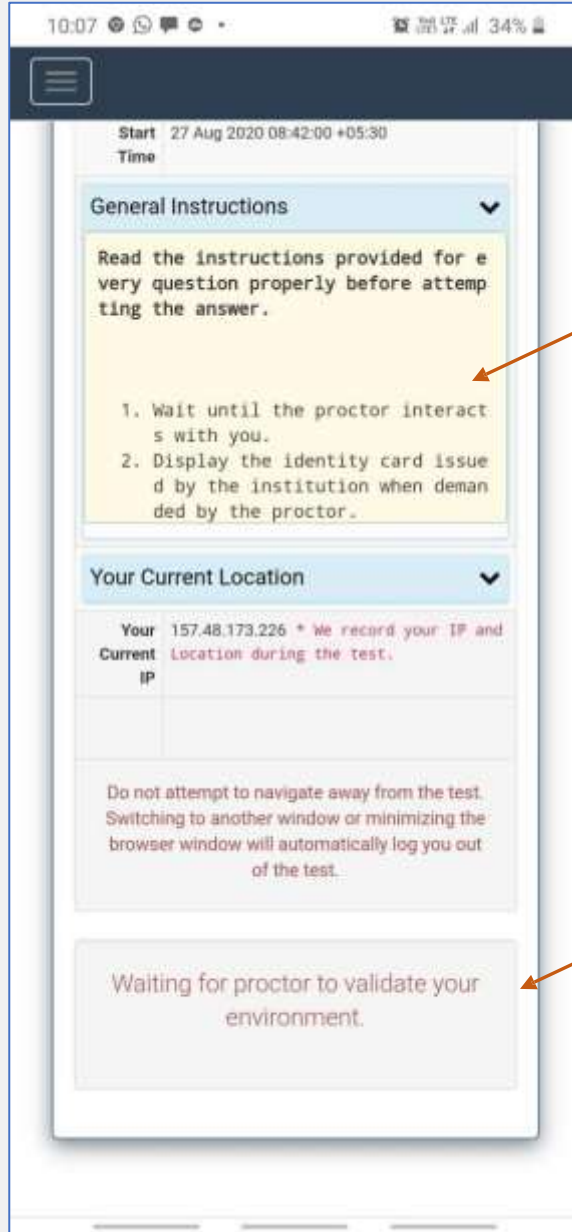 10:07 34%
Start 27 Aug 2020 08:42:00 +05:30
Time
General Instructions
Read the instructions provided for e
very question properly before attemp
ting the answer.
1. Wait until the proctor interact
s with you.
2. Display the identity card issue
d by the institution when deman
ded by the proctor.
Your Current Location
Your 157.48.173.226 * We record your IP and
Current Location during the test.
IP
Do not attempt to navigate away from the test.
Switching to another window or minimizing the
browser window will automatically log you out
of the test.
Waiting for proctor to validate your
environment.